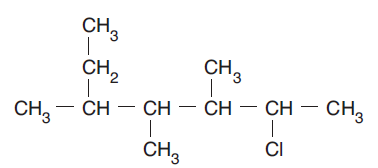 CH₃
CH₂ CH₃
CH₃ — CH — CH — CH — CH — CH₃
CH₃ Cl